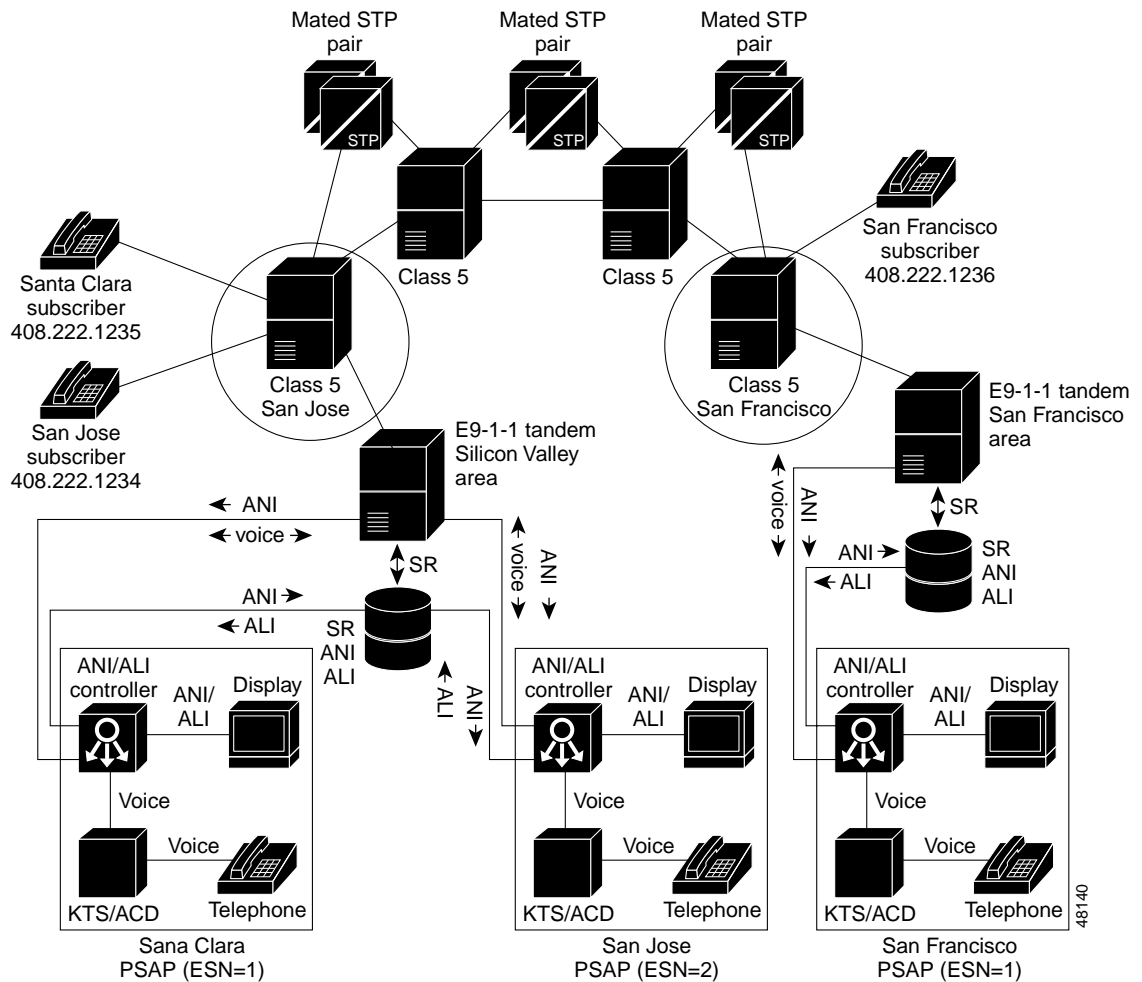 Mated STP
pair
Mated STP
pair
Mated STP
pair
STP
STP
STP
Class 5
Class 5
San Francisco
subscriber
408.222.1236
Santa Clara
subscriber
408.222.1235
Class 5
San Jose
Class 5
San Francisco
San Jose
subscriber
408.222.1234
E9-1-1 tandem
Silicon Valley
area
E9-1-1 tandem
San Francisco
area
ANI
voice
voice
ANI
voice
ANI
SR
SR
ANI
ALI
SR
ANI
ALI
ANI
ALI
SR
ANI
ALI
ALI
ANI
ANI/ALI
controller
ANI/
ALI
Display
Voice
Voice
KTS/ACD
Telephone
Sana Clara
PSAP (ESN=1)
ANI/ALI
controller
ANI/
ALI
Display
Voice
Voice
KTS/ACD
Telephone
San Jose
PSAP (ESN=2)
ANI/ALI
controller
ANI/
ALI
Display
Voice
Voice
KTS/ACD
Telephone
San Francisco
PSAP (ESN=1)
48140